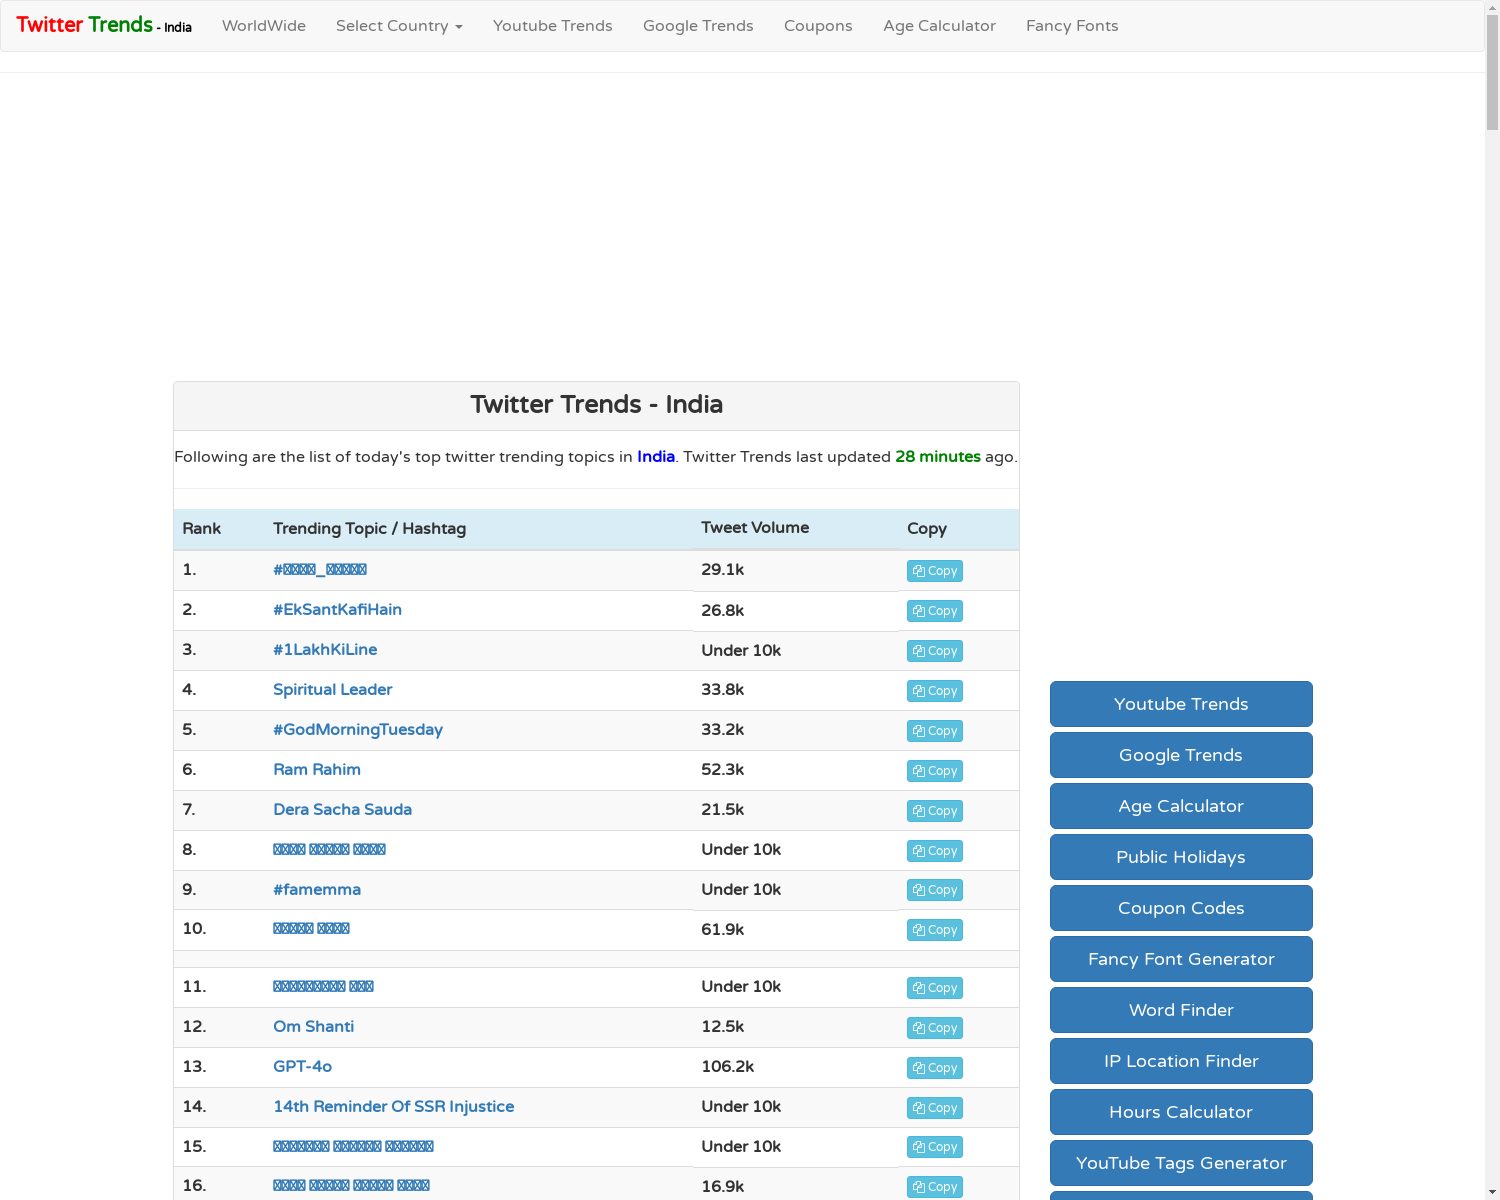 Twitter Trends - India WorldWide Select Country Youtube Trends Google Trends Coupons Age Calculator Fancy Fonts
Twitter Trends - India
Following are the list of today's top twitter trending topics in India. Twitter Trends last updated 28 minutes ago.
Rank Trending Topic / Hashtag Tweet Volume Copy
1. 29.1k Copy
2. #EkSantKafiHain 26.8k Copy
3. #1LakhKiLine Under 10k Copy
4. Spiritual Leader 33.8k Copy
5. #GodMorningTuesday 33.2k Copy
6. Ram Rahim 52.3k Copy
7. Dera Sacha Sauda 21.5k Copy
8. Under 10k Copy
9. #famemma Under 10k Copy
10. 61.9k Copy
11. Under 10k Copy
12. Om Shanti 12.5k Copy
13. GPT-4o 106.2k Copy
14. 14th Reminder Of SSR Injustice Under 10k Copy
15. Under 10k Copy
16. 16.9k Copy
Youtube Trends
Google Trends
Age Calculator
Public Holidays
Coupon Codes
Fancy Font Generator
Word Finder
IP Location Finder
Hours Calculator
YouTube Tags Generator